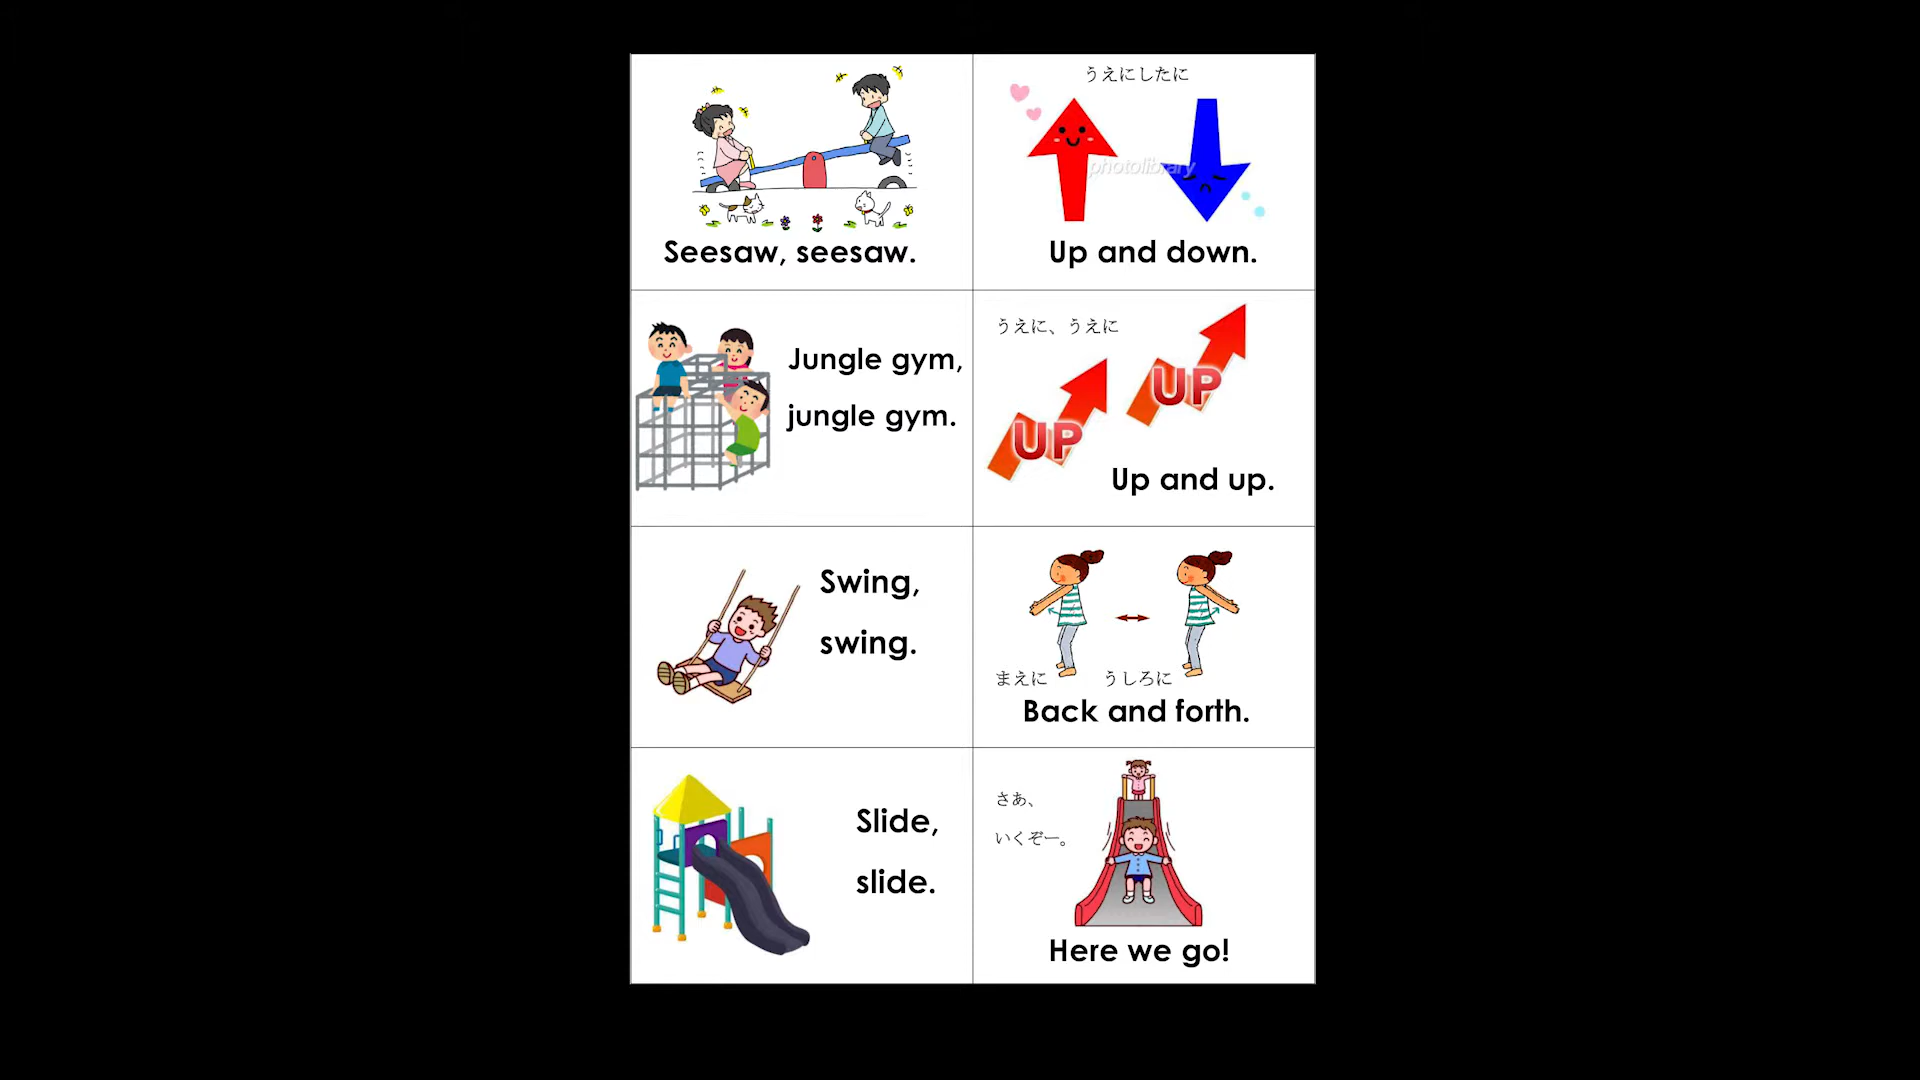 Seesaw, seesaw.
うえにしたに
photolibrary
Up and down.
Jungle gym,
jungle gym.
うえに、うえに
UP
UP
Up and up.
Swing,
swing.
まえに うしろに
Back and forth.
Slide,
slide.
さあ、
いくぞー。
Here we go!